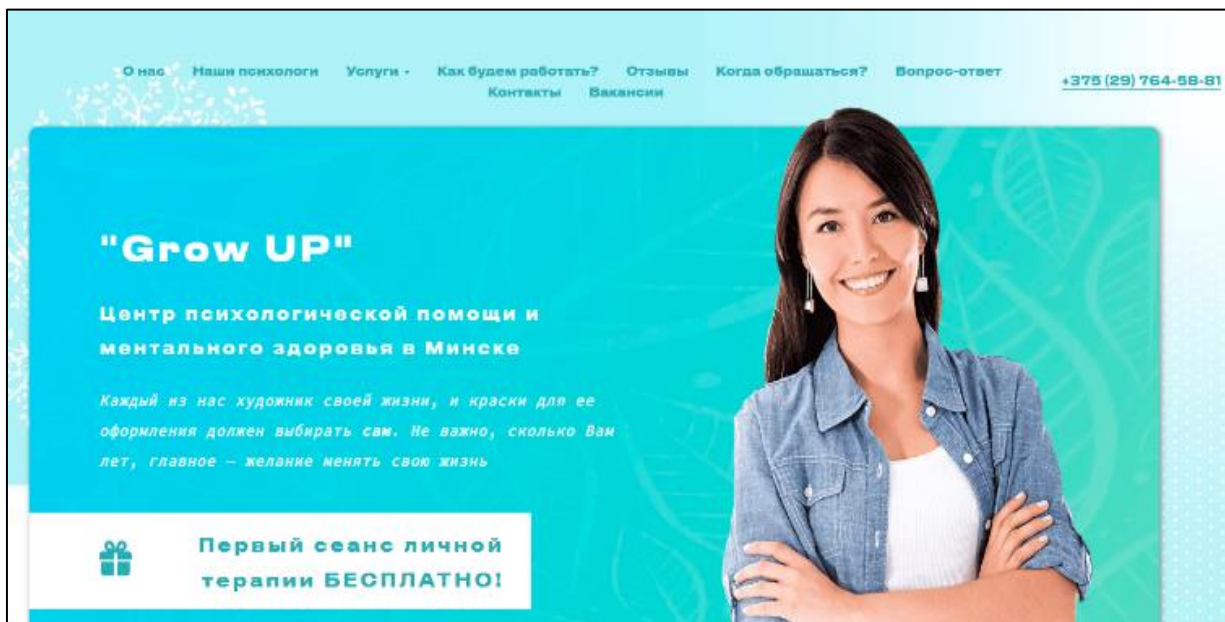 О нас Наши психологи Услуги Как будем работать? Отзывы Когда обращаться? Вопрос-ответ
Контакты Вакансии
+375 (29) 764-58-81
"Grow UP"
Центр психологической помощи и
ментального здоровья в Минске
Каждый из нас художник своей жизни, и краски для ее
оформления должен выбирать сам. Не важно, сколько Вам
лет, главное — желание менять свою жизнь
Первый сеанс личной
терапии БЕСПЛАТНО!